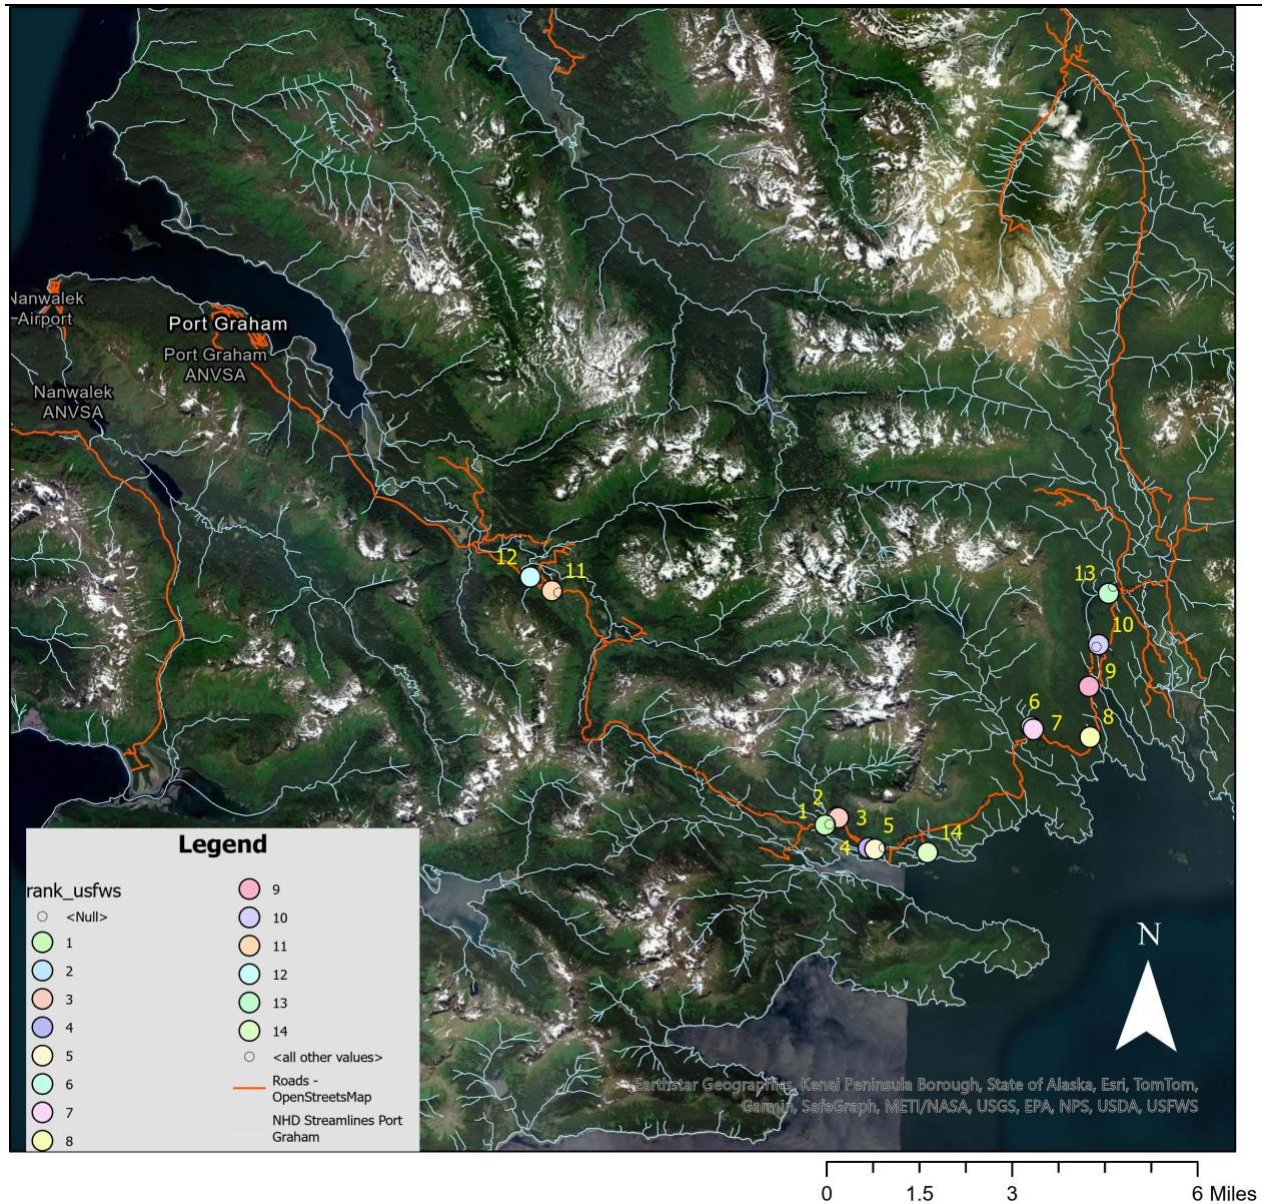 Nanwalek
Airport
Port Graham
Port Graham
ANVSA
Nanwalek
ANVSA
12
11
13
10
9
6
7
8
2
1
3
5
4
14
Legend
rank_usfws
<Null>
1
2
3
4
5
6
7
8
9
10
11
12
13
14
<all other values>
Roads -
OpenStreetsMap
NHD Streamlines Port
Graham
N
Earthstar Geographics, Kenai Peninsula Borough, State of Alaska, Esri, TomTom,
Garmin, SafeGraph, METI/NASA, USGS, EPA, NPS, USDA, USFWS
0 1.5 3 6 Miles